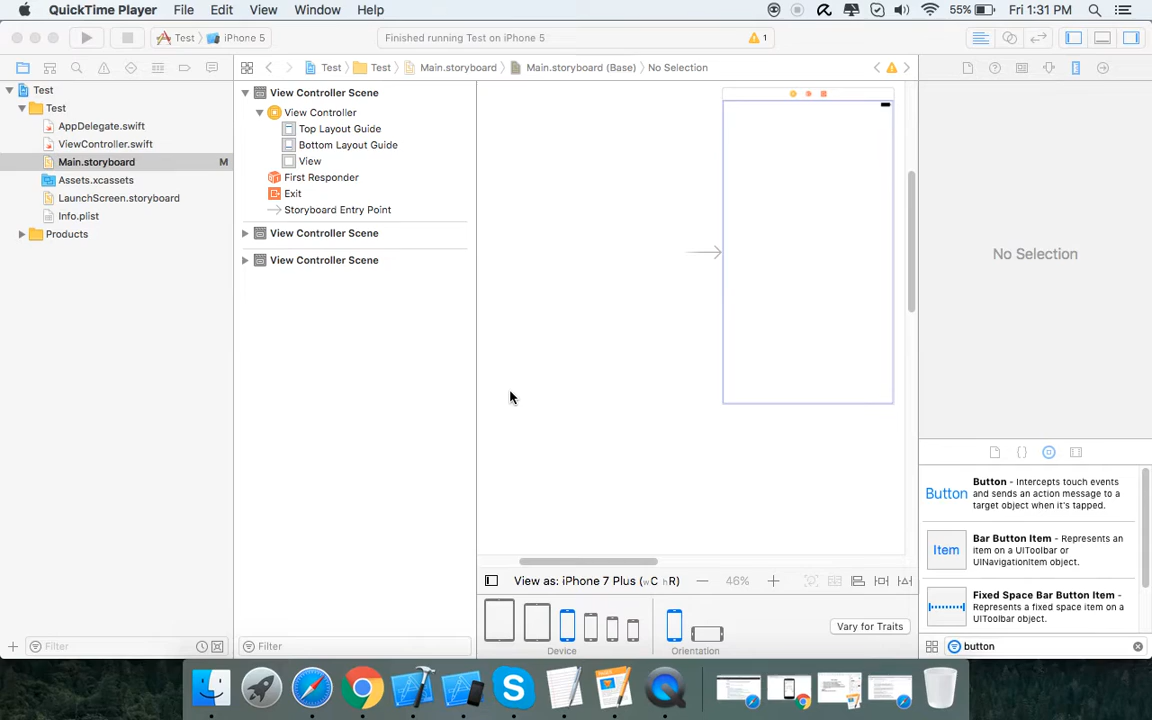 QuickTime Player File Edit View Window Help 55% Fri 1:31 PM
Test iPhone 5 Finished running Test on iPhone 5 1
Test Test Main.storyboard Main.storyboard (Base) No Selection
Test
Test
AppDelegate.swift
ViewController.swift
Main.storyboard M
Assets.xcassets
LaunchScreen.storyboard
Info.plist
Products
View Controller Scene
View Controller
Top Layout Guide
Bottom Layout Guide
View
First Responder
Exit
Storyboard Entry Point
View Controller Scene
View Controller Scene
No Selection
Button
Button - Intercepts touch events
and sends an action message to a
target object when it's tapped.
Item
Bar Button Item - Represents an
item on a UIToolbar or
UINavigationItem object.
Fixed Space Bar Button Item -
Represents a fixed space item on a
UIToolbar object.
View as: iPhone 7 Plus (wC hR) 46%
Device Orientation Vary for Traits
Filter
Filter
button